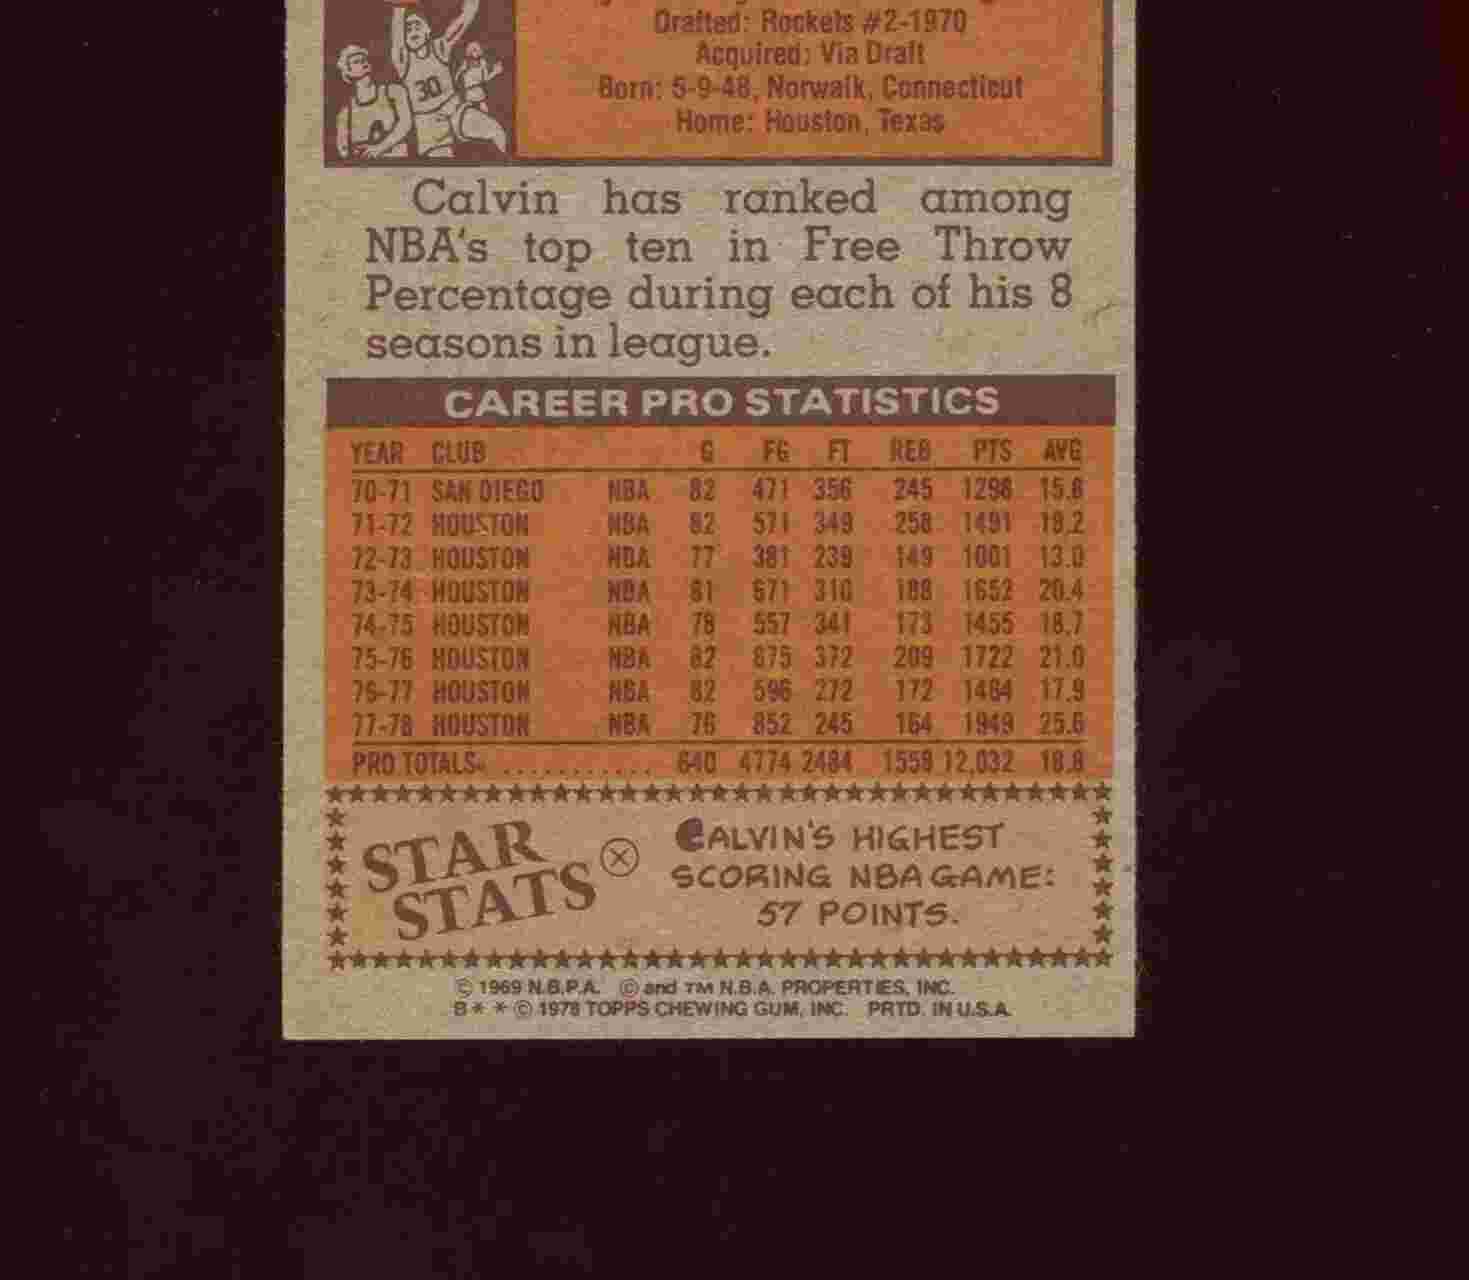 Drafted: Rockets #2-1970
Acquired: Via Draft
Born: 5-9-48, Norwalk, Connecticut
Home: Houston, Texas
30
Calvin has ranked among
NBA's top ten in Free Throw
Percentage during each of his 8
seasons in league.
CAREER PRO STATISTICS
YEAR CLUB G FG FT REB PTS AVG
70-71 SAN DIEGO NBA 82 471 356 245 1298 15.8
71-72 HOUSTON NBA 82 571 349 258 1491 18.2
72-73 HOUSTON NBA 77 381 239 149 1001 13.0
73-74 HOUSTON NBA 81 671 310 188 1652 20.4
74-75 HOUSTON NBA 78 557 341 173 1455 18.7
75-76 HOUSTON NBA 82 675 372 209 1722 21.0
76-77 HOUSTON NBA 82 596 272 172 1464 17.9
77-78 HOUSTON NBA 76 852 245 164 1949 25.6
PRO TOTALS. . . . . . . . . . . . 640 4774 2484 1558 12,032 18.8
STAR
STATS
CALVIN'S HIGHEST
SCORING NBA GAME:
57 POINTS.
© 1969 N.B.P.A. © and TM N.B.A. PROPERTIES, INC.
B * * © 1978 TOPPS CHEWING GUM, INC. PRTD. IN U.S.A.